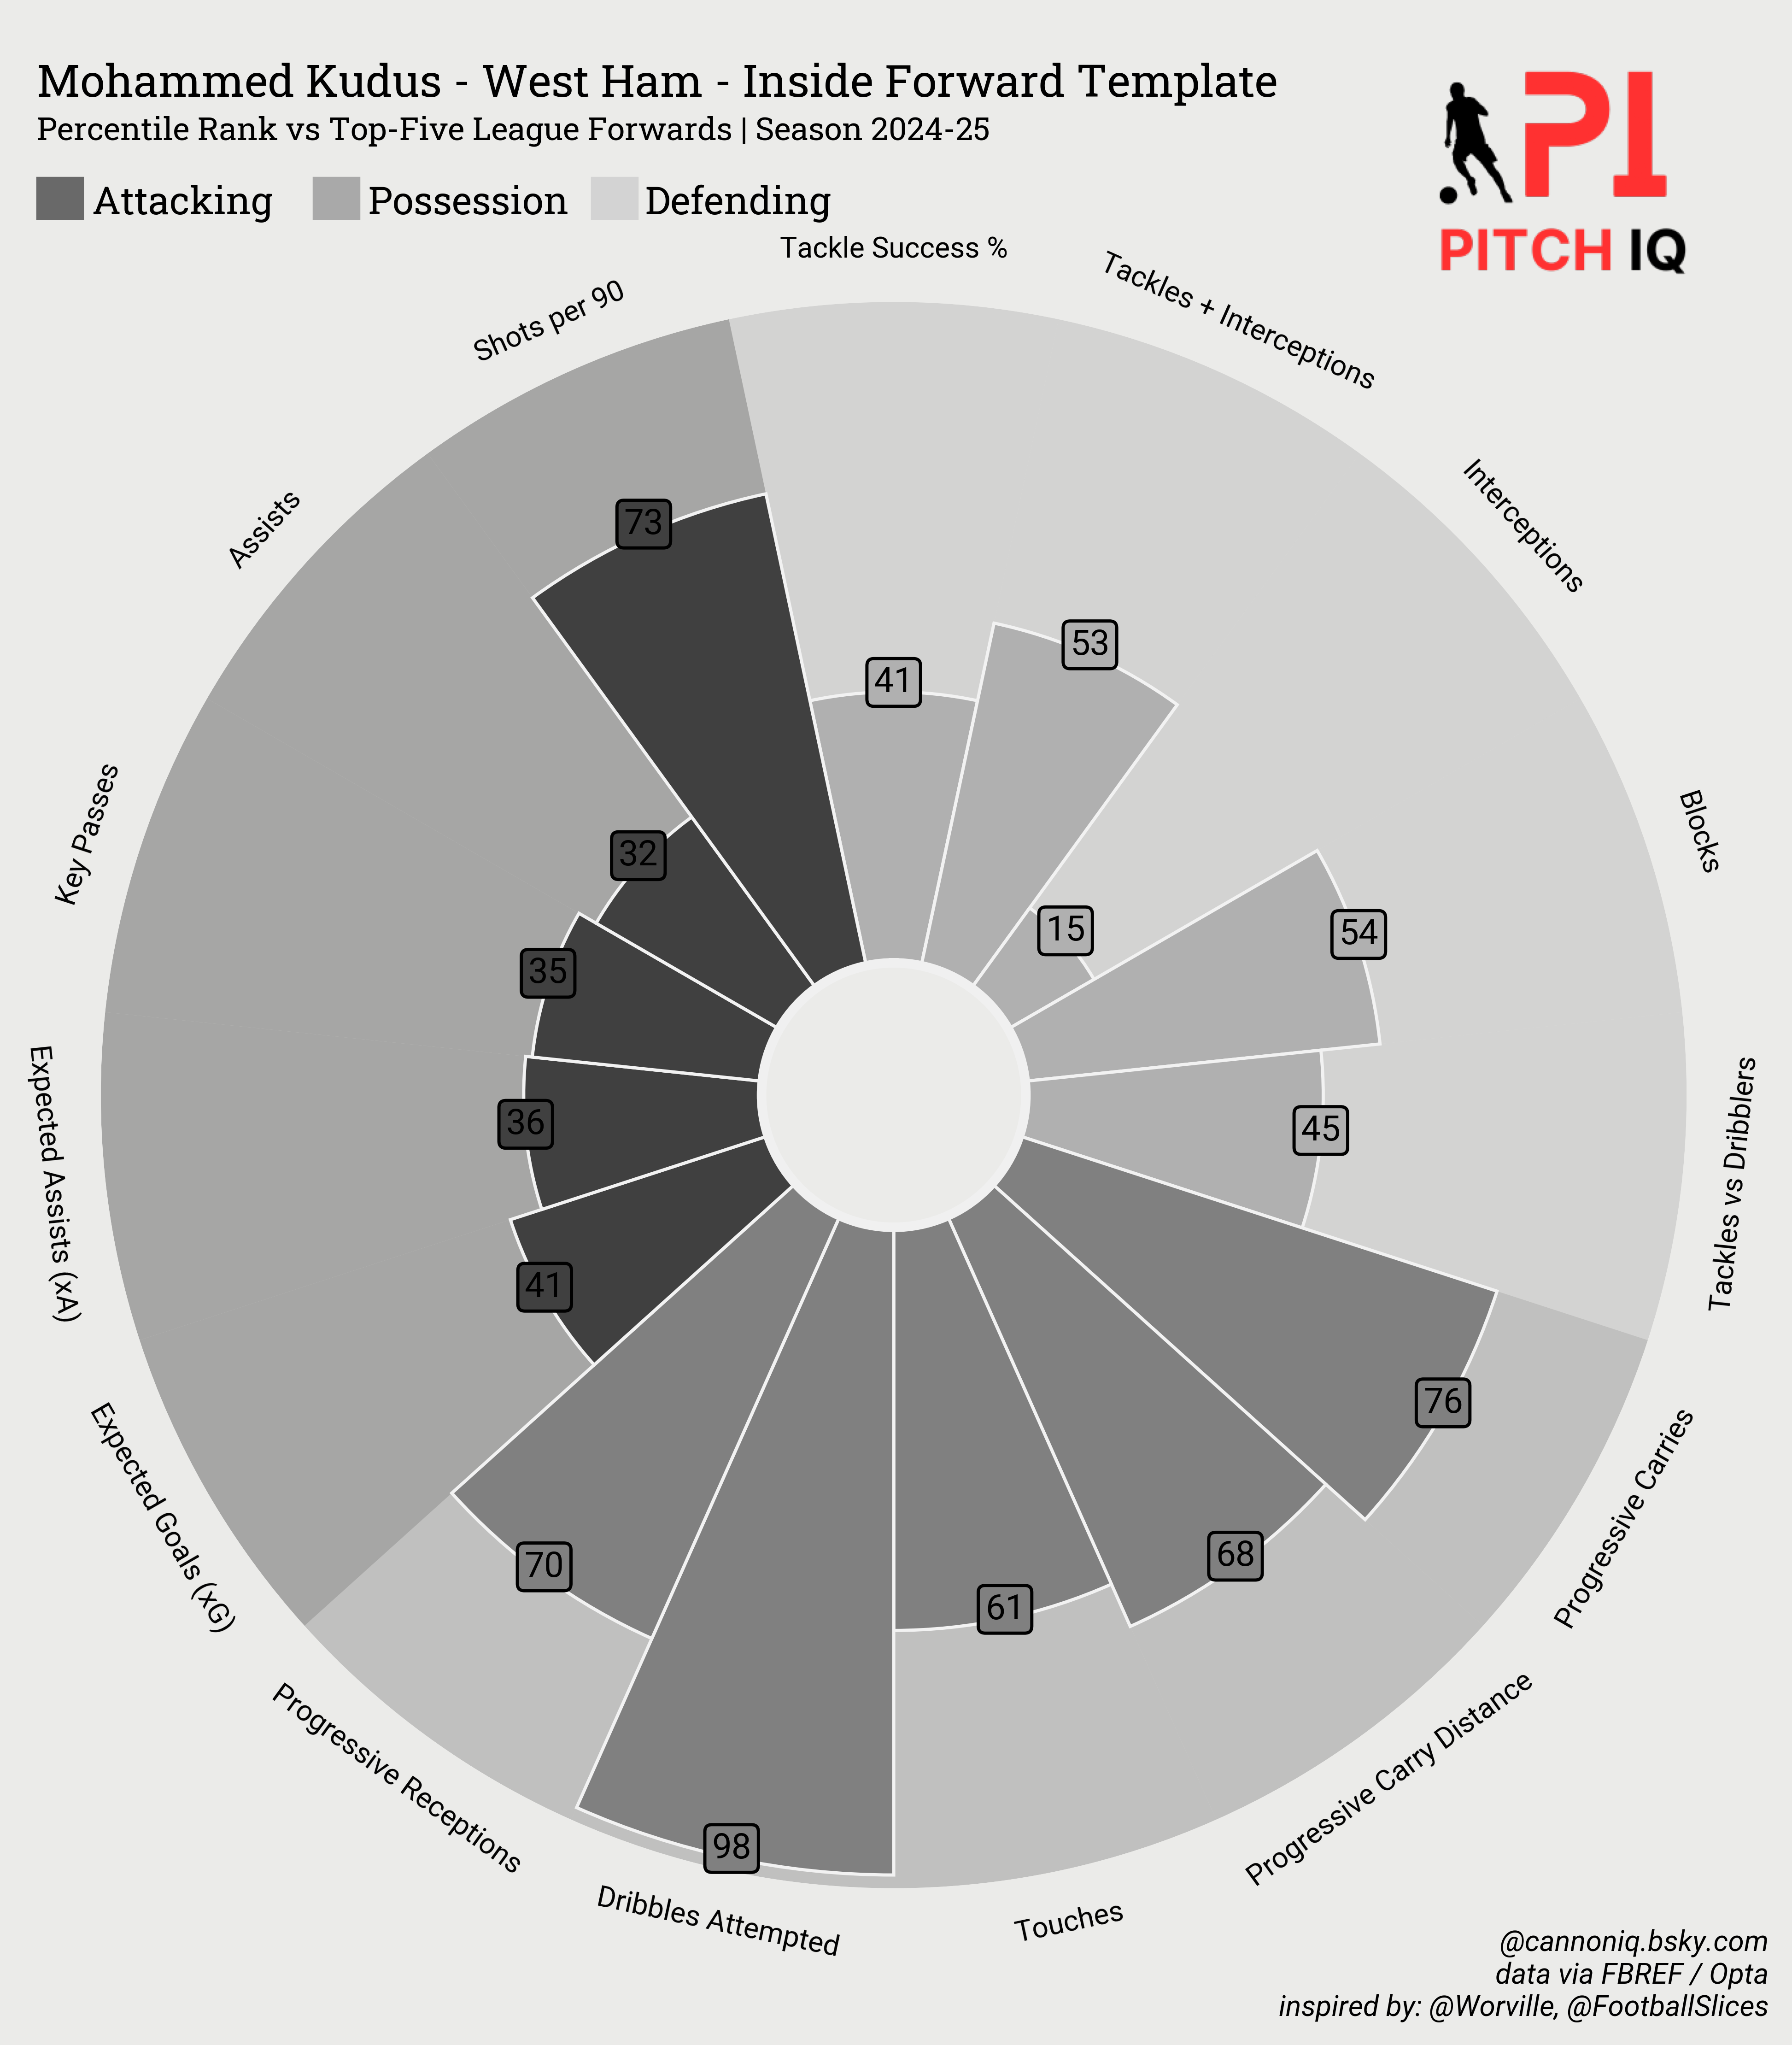 Mohammed Kudus - West Ham - Inside Forward Template
Percentile Rank vs Top-Five League Forwards | Season 2024-25
Attacking
Possession
Defending
PI
PITCH IQ
Tackle Success %
Tackles + Interceptions
Interceptions
Blocks
Tackles vs Dribblers
Progressive Carries
Progressive Carry Distance
Touches
Dribbles Attempted
Progressive Receptions
Expected Goals (xG)
Expected Assists (xA)
Key Passes
Assists
Shots per 90
41
53
15
54
45
76
68
61
98
70
41
36
35
32
73
@cannoniq.bsky.com
data via FBREF / Opta
inspired by: @Worville, @FootballSlices